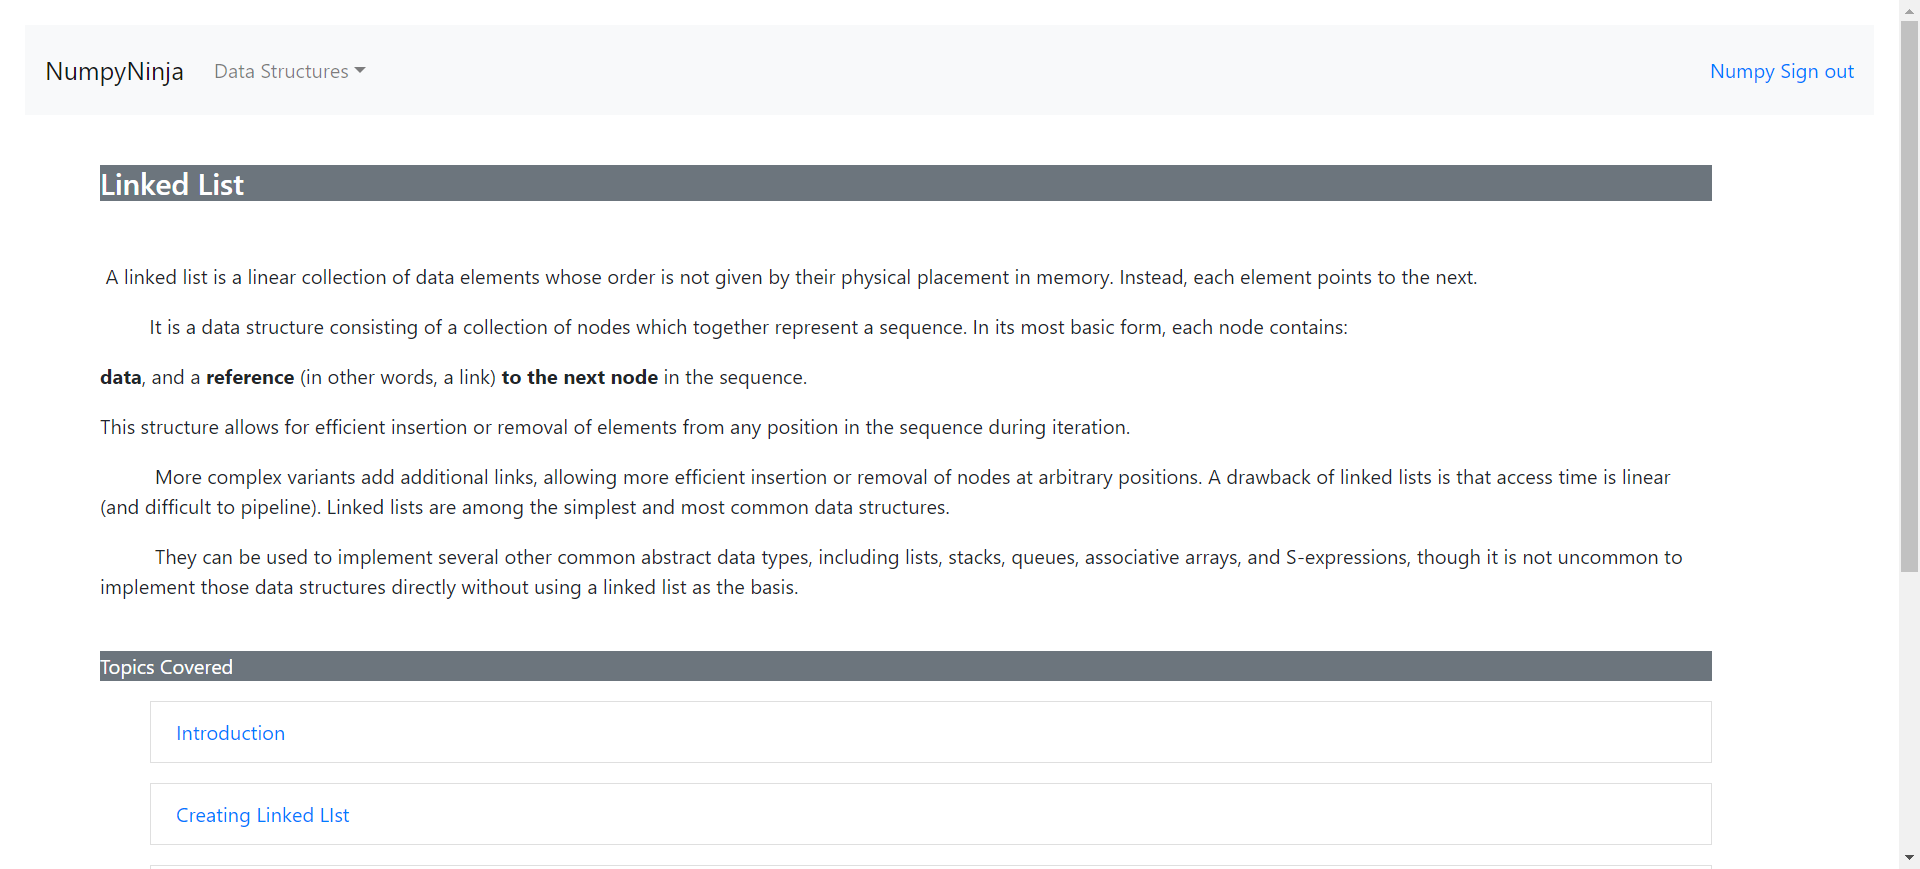 NumpyNinja Data Structures Numpy Sign out
Linked List
A linked list is a linear collection of data elements whose order is not given by their physical placement in memory. Instead, each element points to the next.
It is a data structure consisting of a collection of nodes which together represent a sequence. In its most basic form, each node contains:
data, and a reference (in other words, a link) to the next node in the sequence.
This structure allows for efficient insertion or removal of elements from any position in the sequence during iteration.
More complex variants add additional links, allowing more efficient insertion or removal of nodes at arbitrary positions. A drawback of linked lists is that access time is linear
(and difficult to pipeline). Linked lists are among the simplest and most common data structures.
They can be used to implement several other common abstract data types, including lists, stacks, queues, associative arrays, and S-expressions, though it is not uncommon to
implement those data structures directly without using a linked list as the basis.
Topics Covered
Introduction
Creating Linked LIst